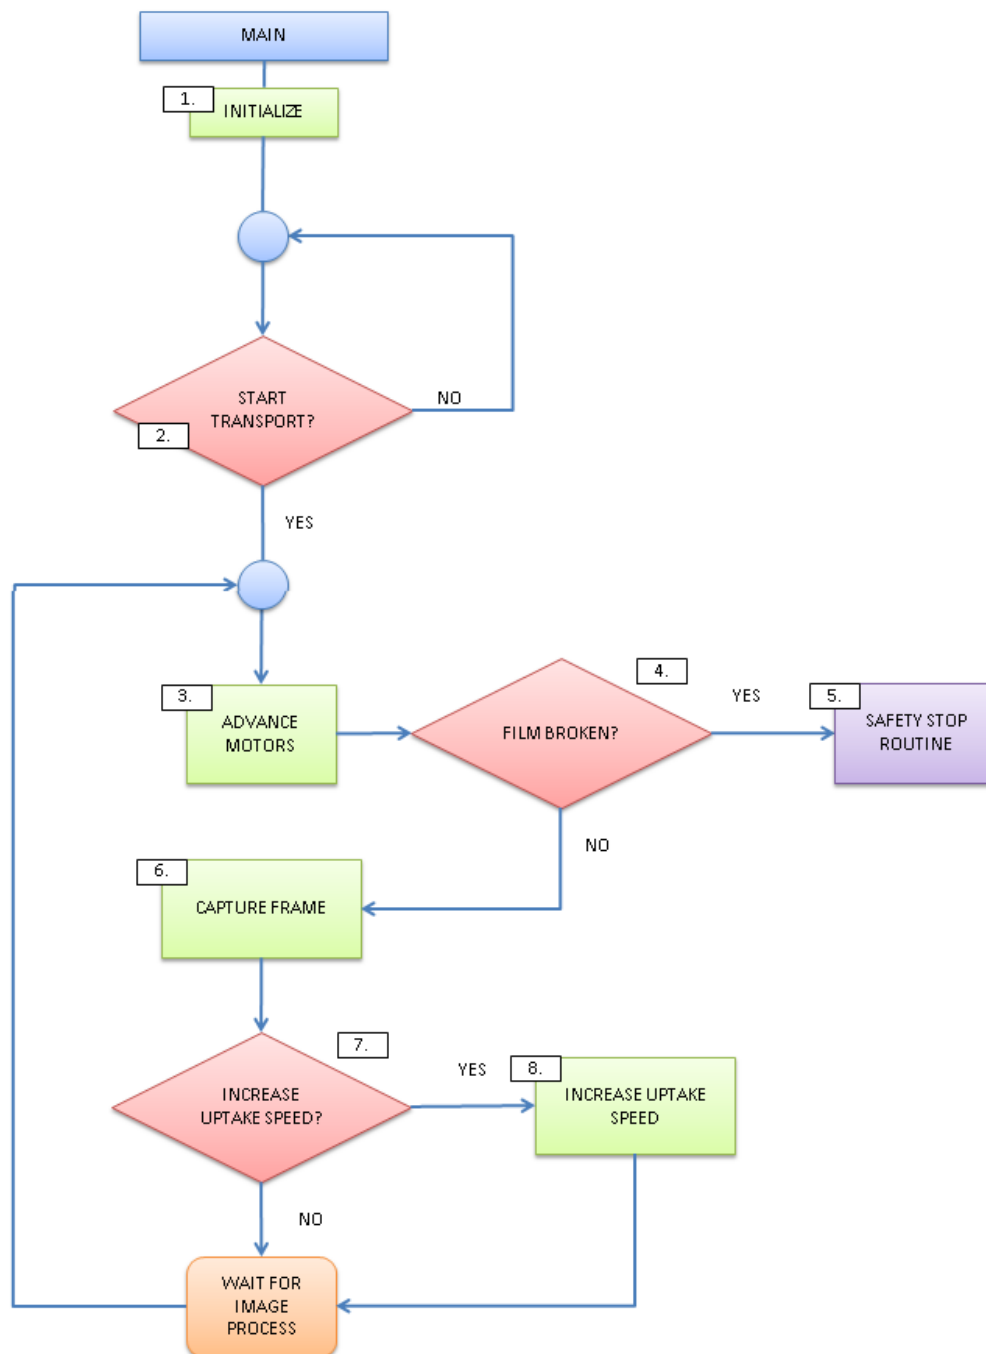 MAIN
1.
INITIALIZE
START
TRANSPORT?
NO
2.
YES
3.
ADVANCE
MOTORS
4.
FILM BROKEN?
YES
5.
SAFETY STOP
ROUTINE
NO
6.
CAPTURE FRAME
7.
INCREASE
UPTAKE SPEED?
YES
8.
INCREASE UPTAKE
SPEED
NO
WAIT FOR
IMAGE
PROCESS